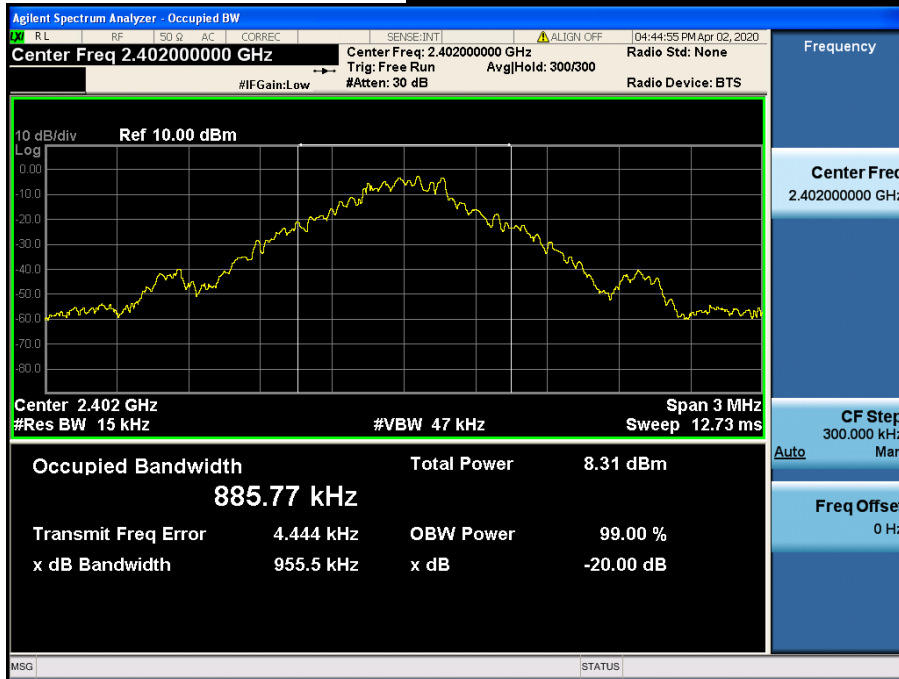 Agilent Spectrum Analyzer - Occupied BW
LXI RL RF 50 Ω AC CORREC SENSE:INT ALIGN OFF 04:44:55 PM Apr 02, 2020
Center Freq 2.402000000 GHz
Center Freq: 2.402000000 GHz
Radio Std: None
Trig: Free Run Avg|Hold: 300/300
#IFGain:Low
#Atten: 30 dB
Radio Device: BTS
10 dB/div Ref 10.00 dBm
Log
0.00
-10.0
-20.0
-30.0
-40.0
-50.0
-60.0
-70.0
-80.0
Center 2.402 GHz Span 3 MHz
#Res BW 15 kHz #VBW 47 kHz Sweep 12.73 ms
Occupied Bandwidth Total Power 8.31 dBm
885.77 kHz
Transmit Freq Error 4.444 kHz OBW Power 99.00 %
x dB Bandwidth 955.5 kHz x dB -20.00 dB
MSG STATUS
Frequency
Center Freq
2.402000000 GHz
CF Step
300.000 kHz
Auto Man
Freq Offset
0 Hz